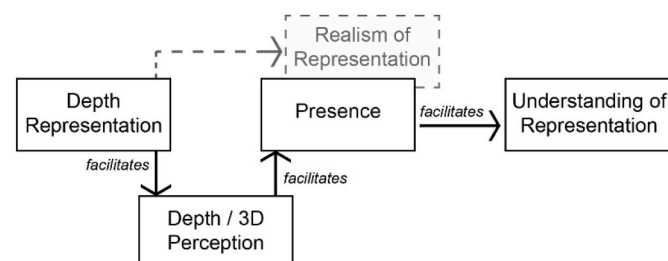 Realism of
Representation
Depth
Representation
Presence
facilitates
Understanding of
Representation
facilitates
facilitates
Depth / 3D
Perception